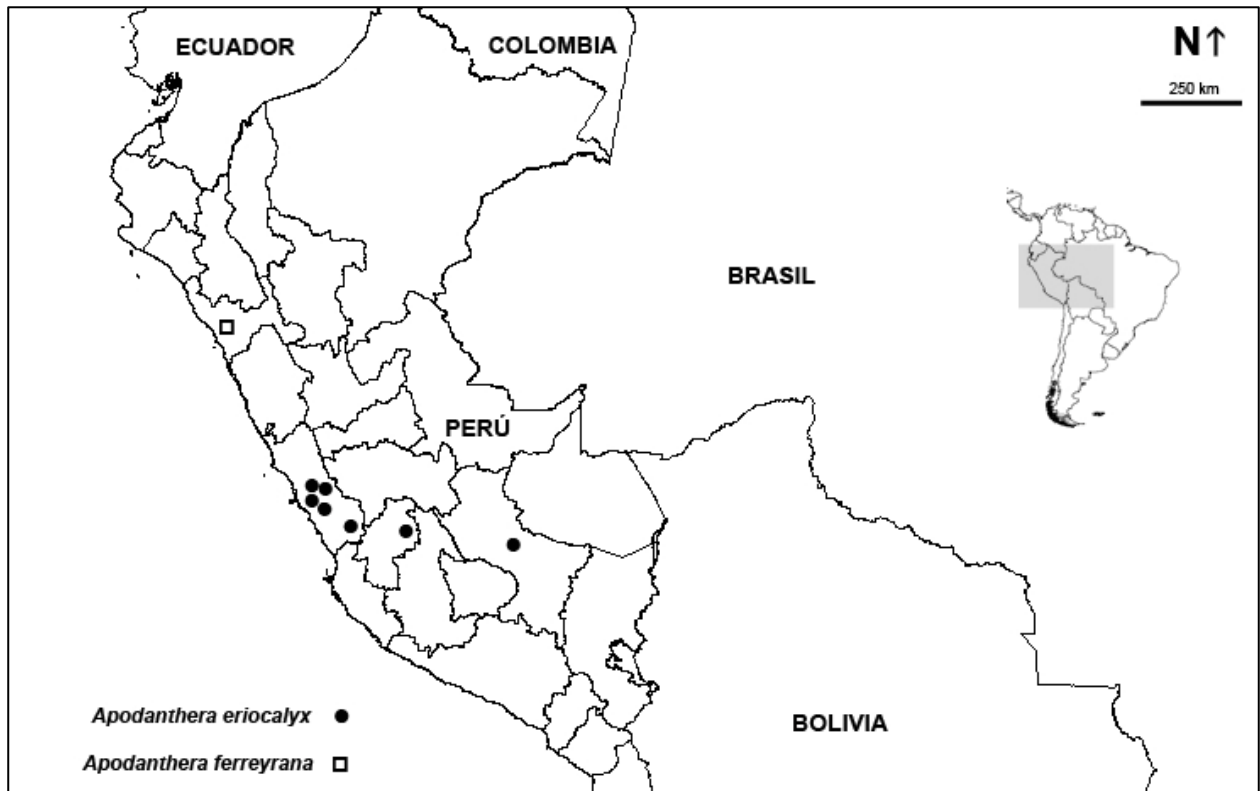 ECUADOR
COLOMBIA
N↑
250 km
BRASIL
PERÚ
BOLIVIA
Apodanthera eriocalyx
Apodanthera ferreyrana